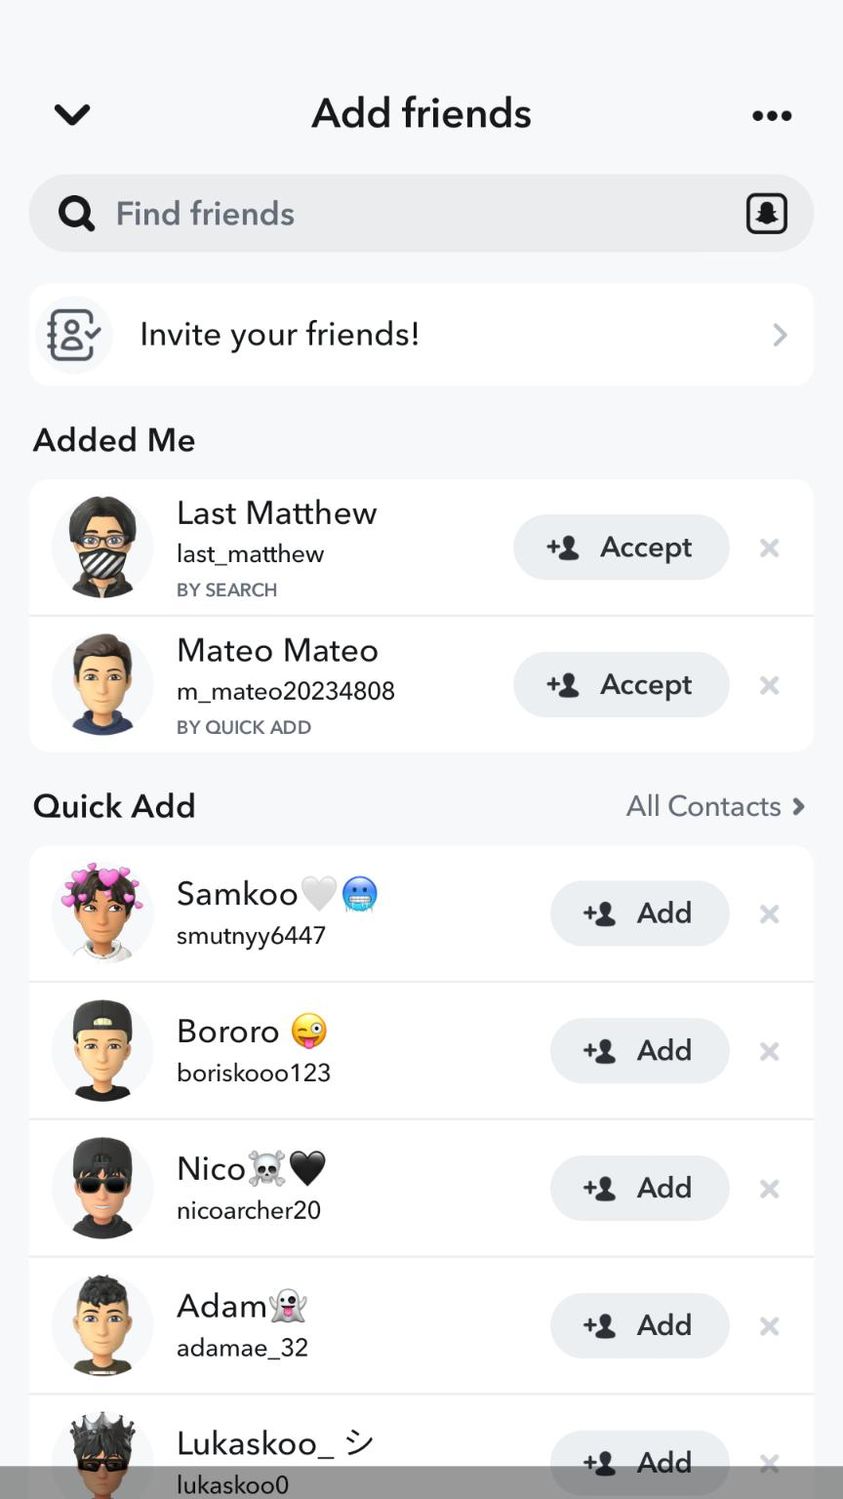 Add friends
Find friends
Invite your friends!
Added Me
Last Matthew
last_matthew
BY SEARCH
Accept
Mateo Mateo
m_mateo20234808
BY QUICK ADD
Accept
Quick Add
All Contacts
Samkoo🤍🥶
smutnyy6447
Add
Bororo 😜
boriskooo123
Add
Nico☠️🖤
nicoarcher20
Add
Adam👻
adamae_32
Add
Lukaskoo_ シ
lukaskoo0
Add